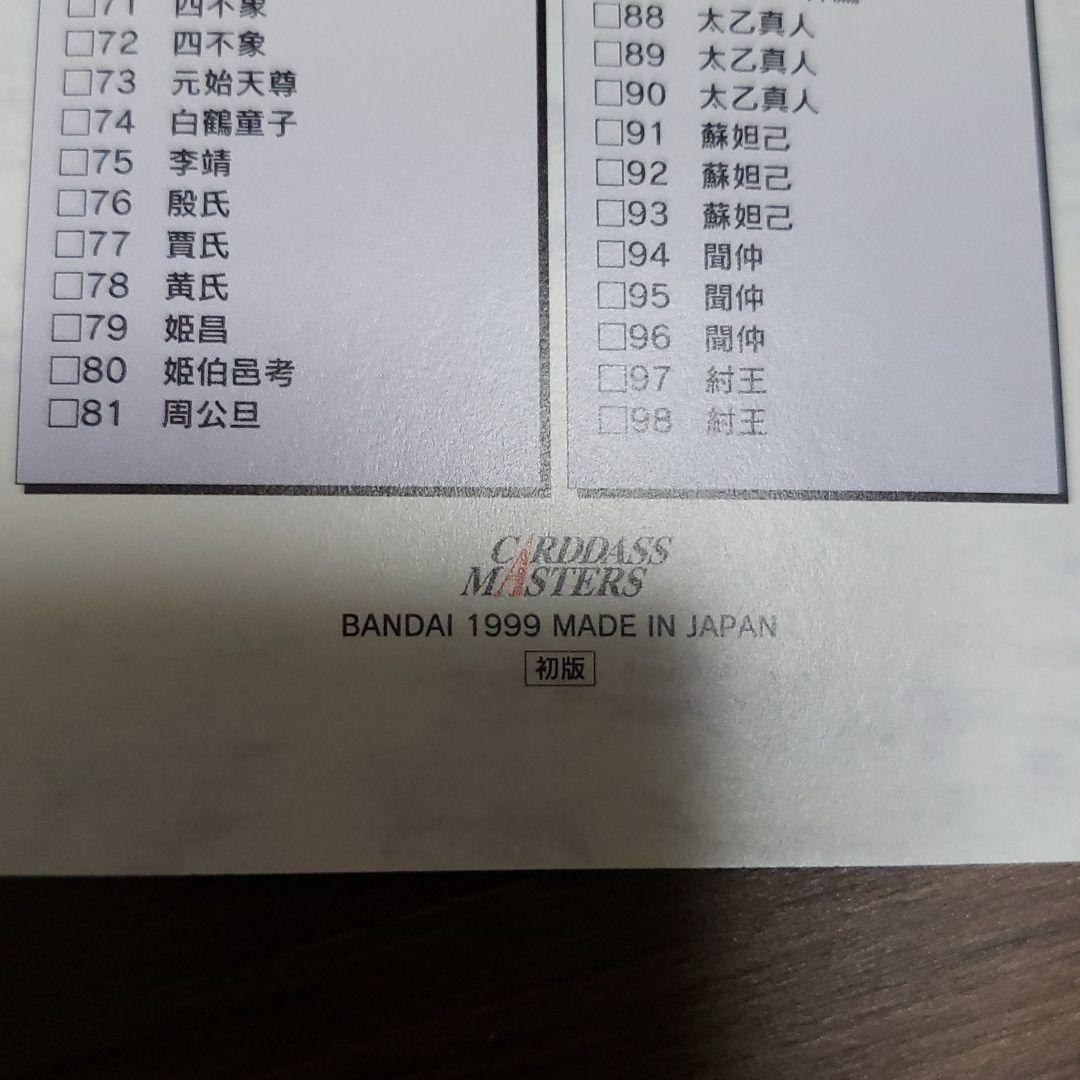 □71 四不象
□72 四不象
□73 元始天尊
□74 白鶴童子
□75 李靖
□76 殷氏
□77 賈氏
□78 黄氏
□79 姫昌
□80 姫伯邑考
□81 周公旦
□88 太乙真人
□89 太乙真人
□90 太乙真人
□91 蘇妲己
□92 蘇妲己
□93 蘇妲己
□94 聞仲
□95 聞仲
□96 聞仲
□97 紂王
□98 紂王
CARDDASS
MASTERS
BANDAI 1999 MADE IN JAPAN
初版